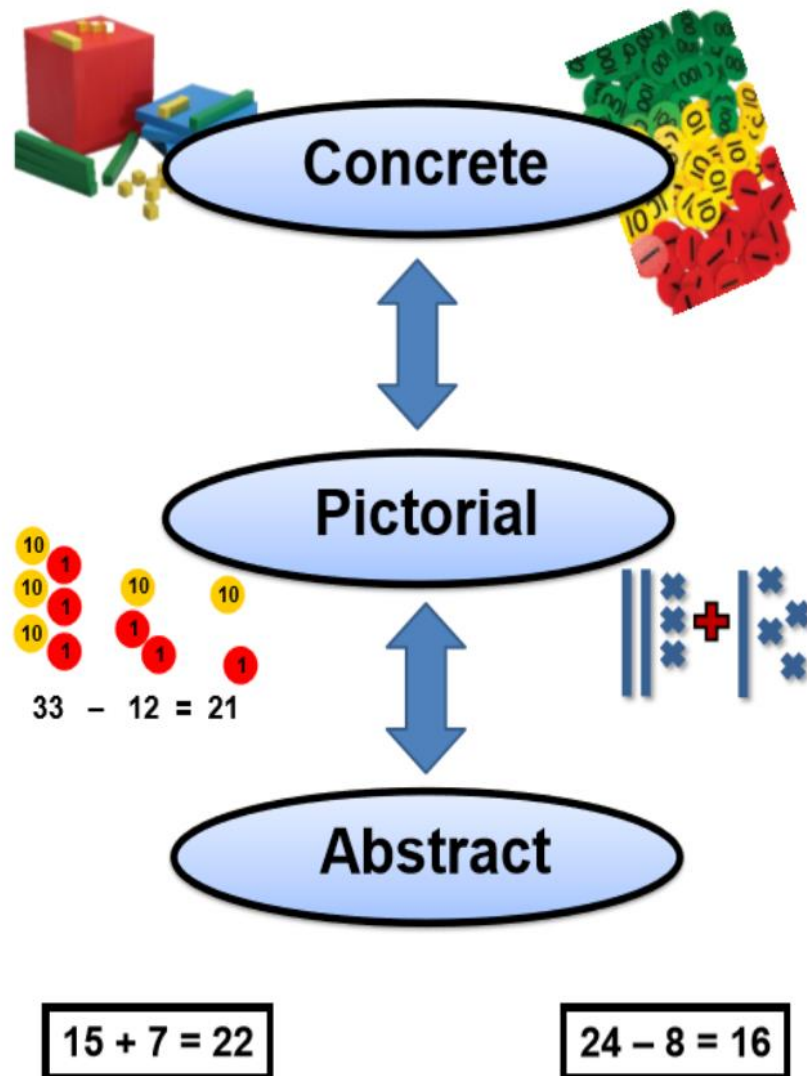 Concrete
Pictorial
10
1
10 10 10
1
10 1
1 1 1
33 – 12 = 21
Abstract
15 + 7 = 22
24 – 8 = 16